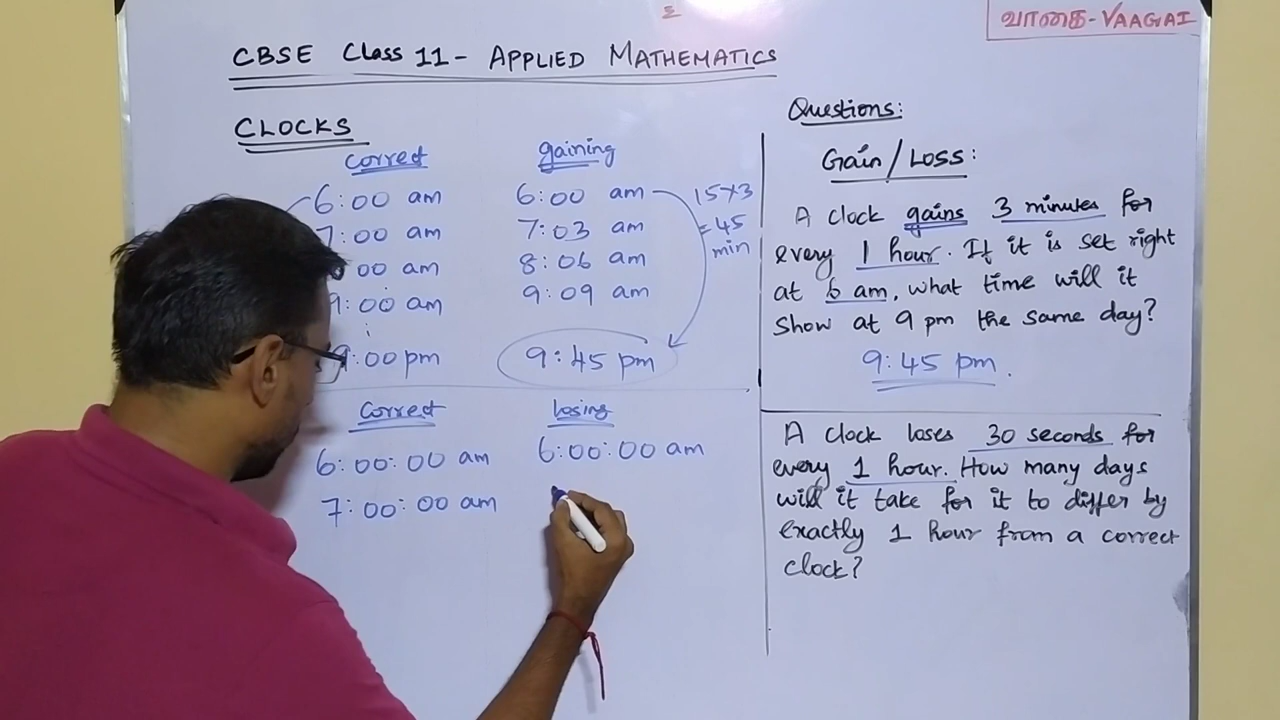 வாகை-VAAGAI
CBSE Class 11 - APPLIED MATHEMATICS
CLOCKS
correct gaining
6:00 am 6:00 am
7:00 am 7:03 am
:00 am 8:06 am
9:00 am 9:09 am
15×3
=45
min
9:00 pm 9:45 pm
Correct losing
6:00:00 am 6:00:00 am
7:00:00 am
Questions:
Gain/Loss:
A clock gains 3 minutes for
every 1 hour. If it is set right
at 6 am, what time will it
show at 9 pm the same day?
9:45 pm.
A clock loses 30 seconds for
every 1 hour. How many days
will it take for it to differ by
exactly 1 hour from a correct
clock?